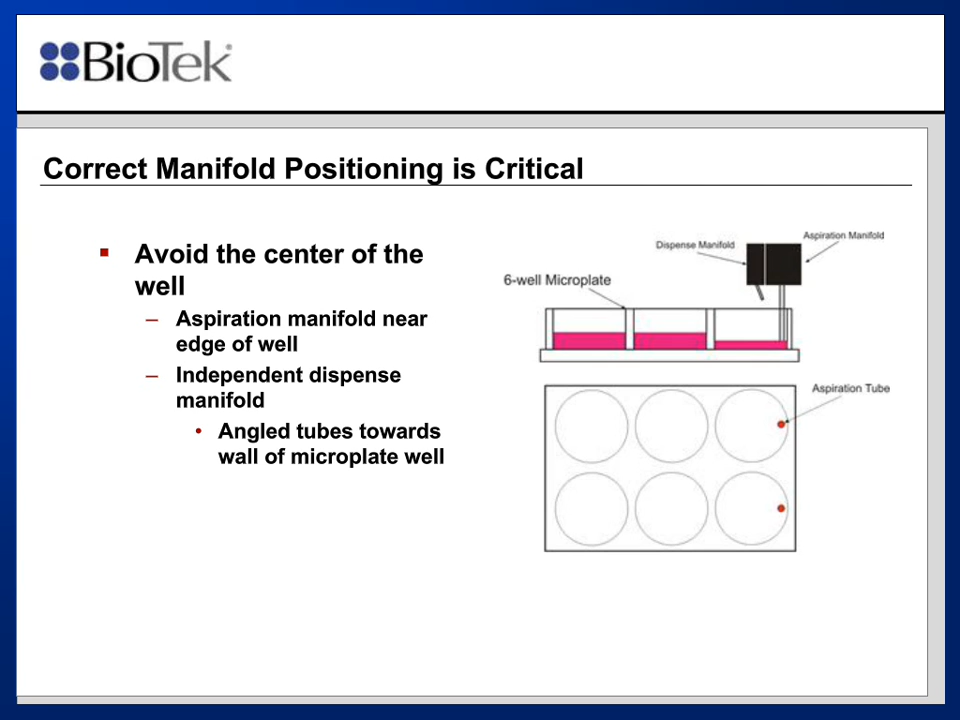 BioTek
Correct Manifold Positioning is Critical
▪ Avoid the center of the
well
– Aspiration manifold near
edge of well
– Independent dispense
manifold
• Angled tubes towards
wall of microplate well
Aspiration Manifold
Dispense Manifold
6-well Microplate
Aspiration Tube